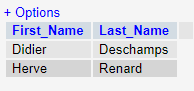 + Options
First_Name Last_Name
Didier Deschamps
Herve Renard